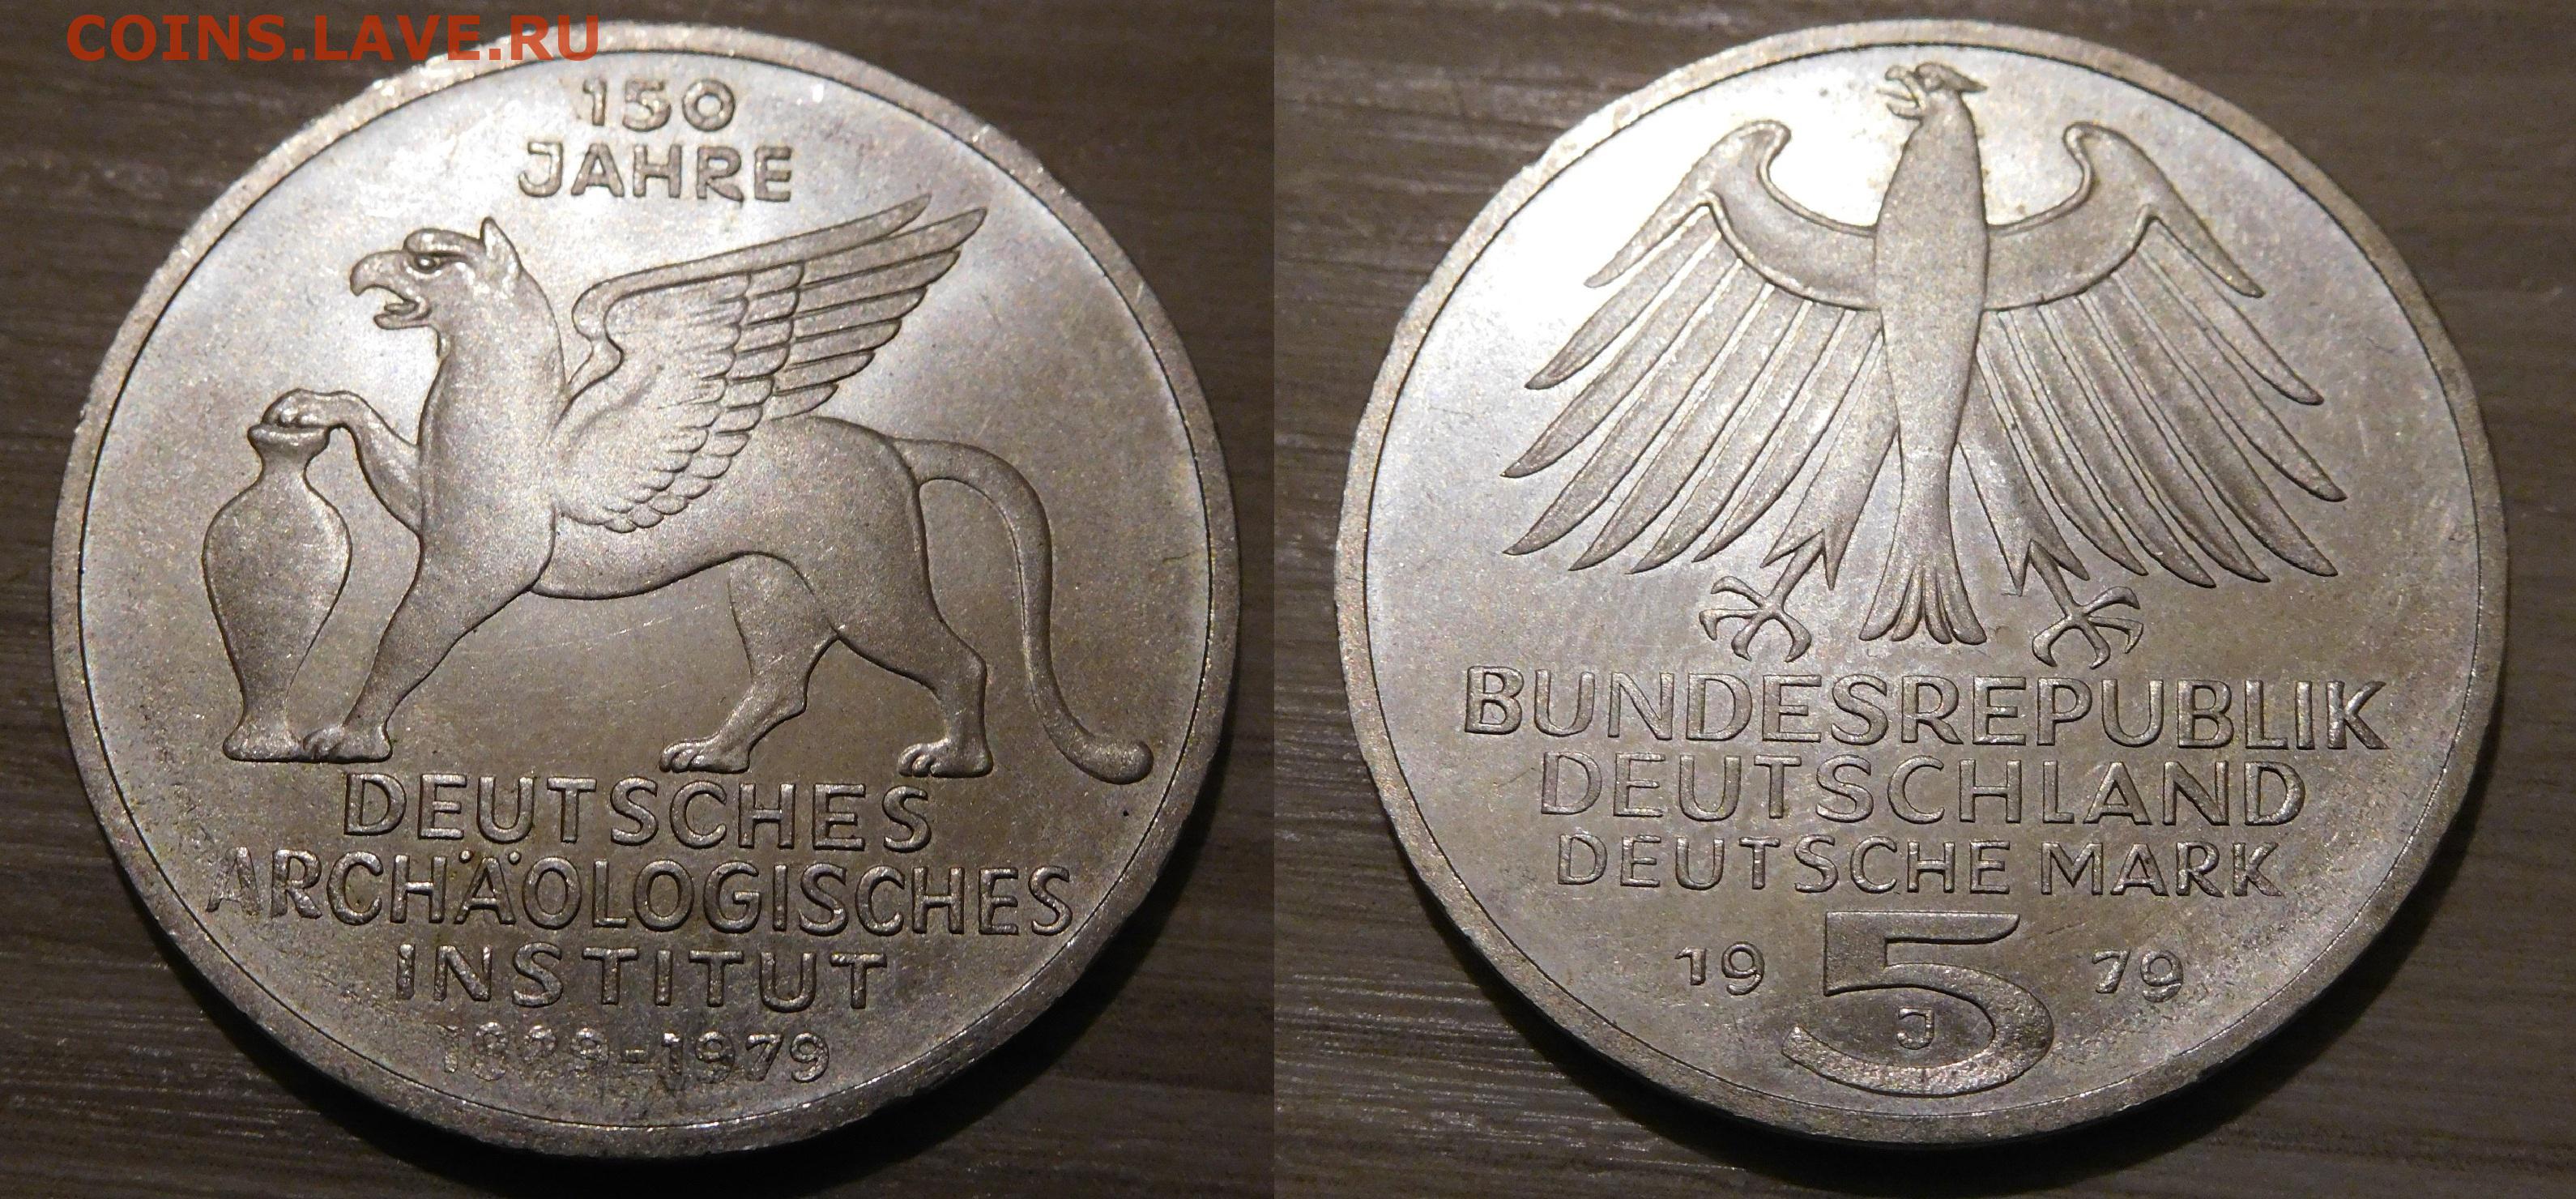 COINS.LAVE.RU
150
JAHRE
DEUTSCHES
ARCHÄOLOGISCHES
INSTITUT
1829-1979
BUNDESREPUBLIK
DEUTSCHLAND
DEUTSCHE MARK
19 5 79
J